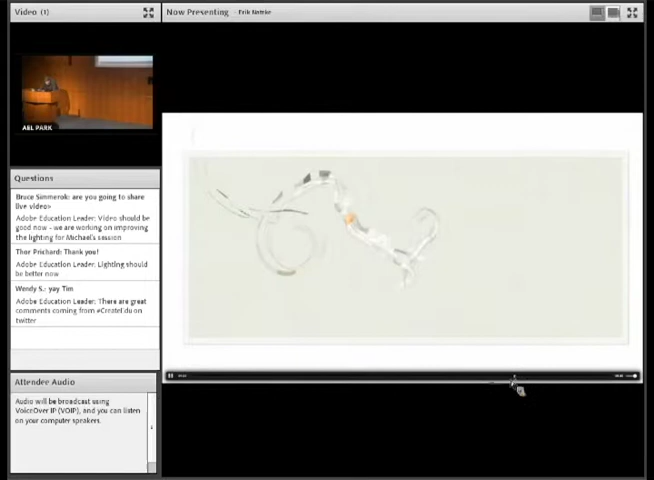 Video (1)
Now Presenting - Erik Natzke
AEL PARK
Questions
Bruce Simmerok: are you going to share
live video>
Adobe Education Leader: Video should be
good now - we are working on improving
the lighting for Michael's session
Thor Prichard: Thank you!
Adobe Education Leader: Lighting should
be better now
Wendy S.: yay Tim
Adobe Education Leader: There are great
comments coming from #CreateEdu on
twitter
Attendee Audio
Audio will be broadcast using
VoiceOver IP (VOIP), and you can listen
on your computer speakers.